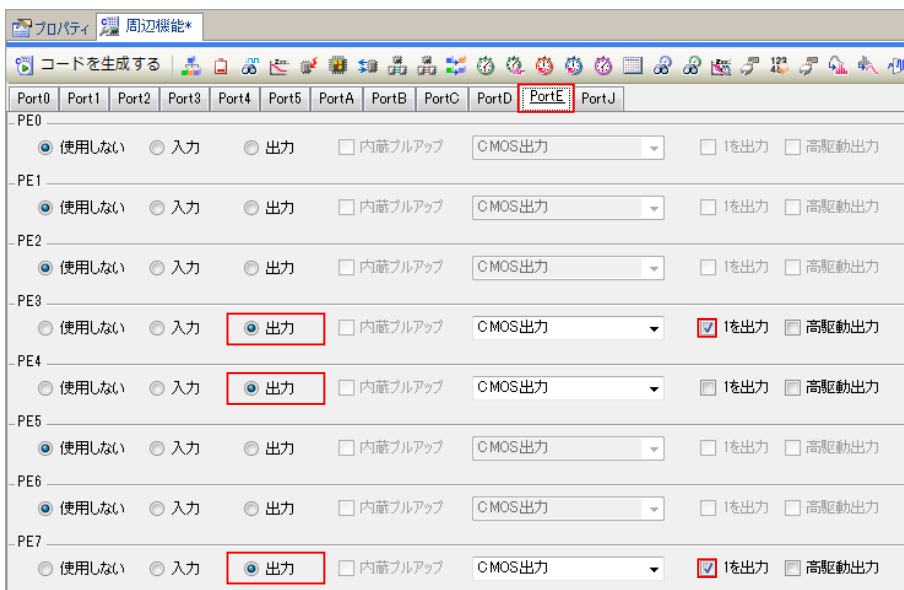 プロパティ 周辺機能*
コードを生成する
Port0 Port1 Port2 Port3 Port4 Port5 PortA PortB PortC PortD PortE PortJ
PE0
使用しない 入力 出力 内蔵プルアップ CMOS出力 1を出力 高駆動出力
PE1
使用しない 入力 出力 内蔵プルアップ CMOS出力 1を出力 高駆動出力
PE2
使用しない 入力 出力 内蔵プルアップ CMOS出力 1を出力 高駆動出力
PE3
使用しない 入力 出力 内蔵プルアップ CMOS出力 1を出力 高駆動出力
PE4
使用しない 入力 出力 内蔵プルアップ CMOS出力 1を出力 高駆動出力
PE5
使用しない 入力 出力 内蔵プルアップ CMOS出力 1を出力 高駆動出力
PE6
使用しない 入力 出力 内蔵プルアップ CMOS出力 1を出力 高駆動出力
PE7
使用しない 入力 出力 内蔵プルアップ CMOS出力 1を出力 高駆動出力